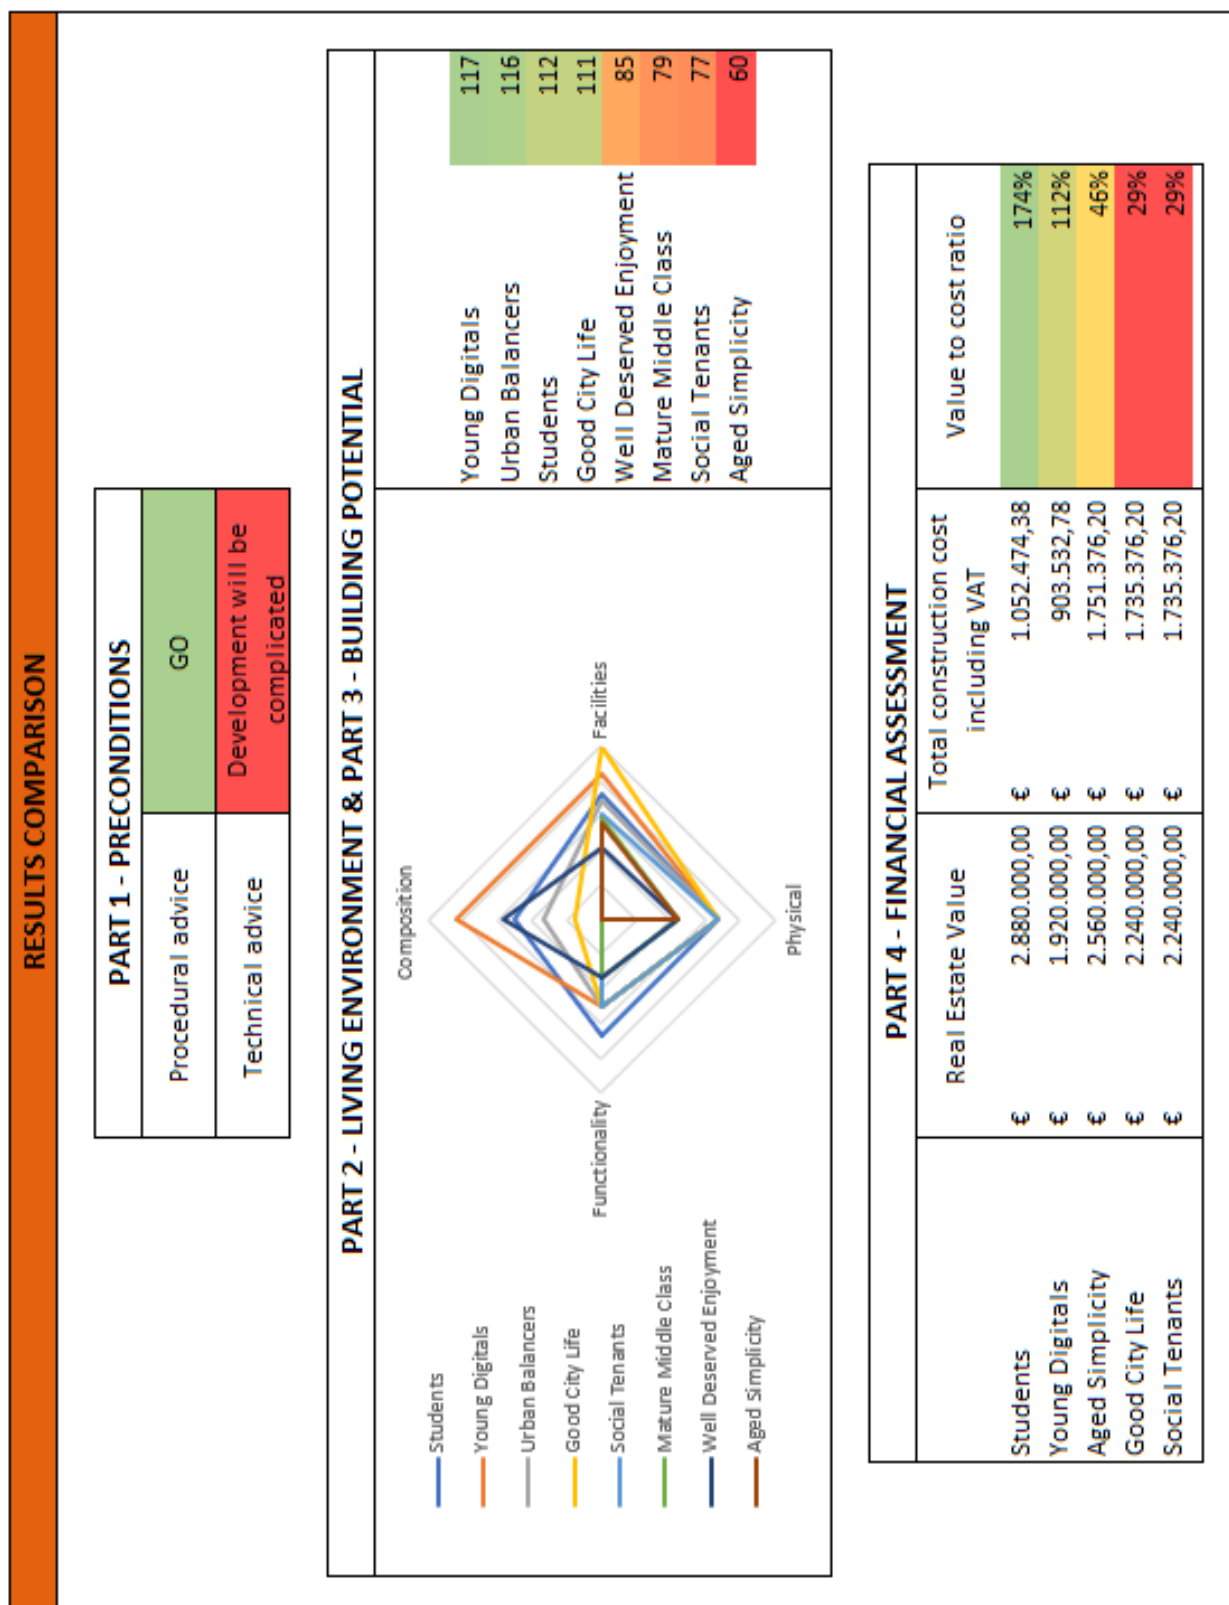 RESULTS COMPARISON
PART 1 - PRECONDITIONS
Procedural advice GO
Technical advice Development will be
complicated
PART 2 - LIVING ENVIRONMENT & PART 3 - BUILDING POTENTIAL
Students
Young Digitals
Urban Balancers
Good City Life
Social Tenants
Mature Middle Class
Well Deserved Enjoyment
Aged Simplicity
Composition
Functionality
Facilities
Physical
Young Digitals 117
Urban Balancers 116
Students 112
Good City Life 111
Well Deserved Enjoyment 85
Mature Middle Class 79
Social Tenants 77
Aged Simplicity 60
PART 4 - FINANCIAL ASSESSMENT
Real Estate Value Total construction cost
including VAT Value to cost ratio
Students € 2.880.000,00 € 1.052.474,38 174%
Young Digitals € 1.920.000,00 € 903.532,78 112%
Aged Simplicity € 2.560.000,00 € 1.751.376,20 46%
Good City Life € 2.240.000,00 € 1.735.376,20 29%
Social Tenants € 2.240.000,00 € 1.735.376,20 29%